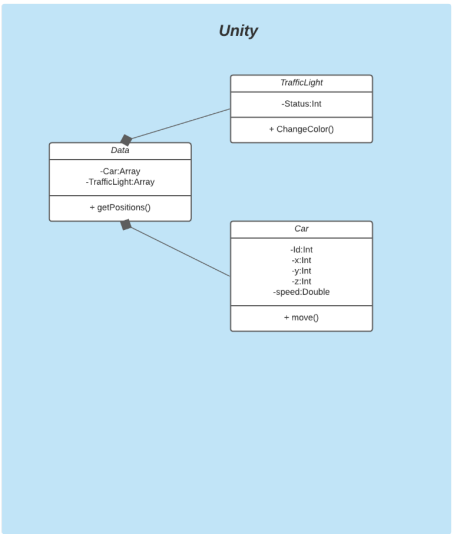 Unity
TrafficLight
-Status:Int
+ ChangeColor()
Data
-Car:Array
-TrafficLight:Array
+ getPositions()
Car
-Id:Int
-x:Int
-y:Int
-z:Int
-speed:Double
+ move()